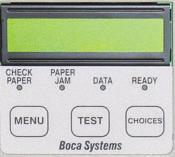 CHECK PAPER PAPER JAM DATA READY
MENU TEST CHOICES
Boca Systems